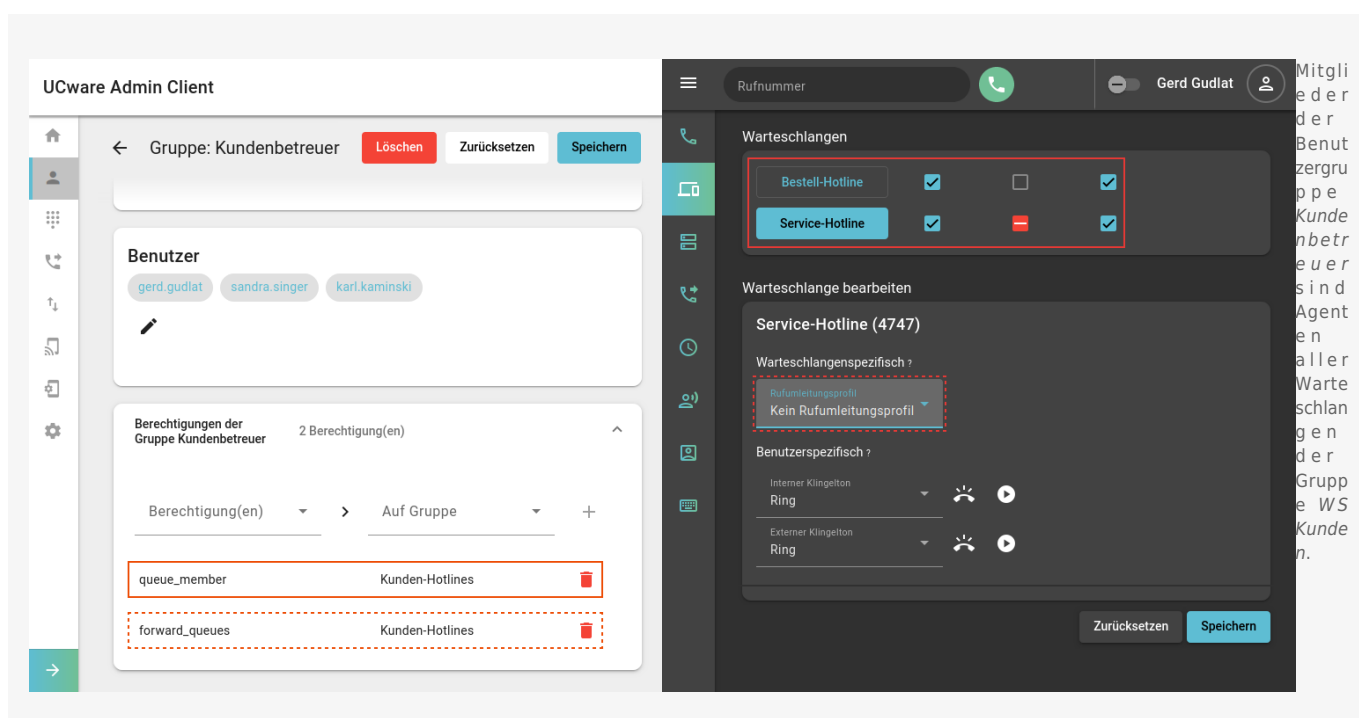 UCware Admin Client
Gruppe: Kundenbetreuer
Löschen
Zurücksetzen
Speichern
Benutzer
gerd.gudlat
sandra.singer
karl.kaminski
Berechtigungen der
Gruppe Kundenbetreuer
2 Berechtigung(en)
Berechtigung(en)
Auf Gruppe
queue_member
Kunden-Hotlines
forward_queues
Kunden-Hotlines
Rufnummer
Gerd Gudlat
Warteschlangen
Bestell-Hotline
Service-Hotline
Warteschlange bearbeiten
Service-Hotline (4747)
Warteschlangenspezifisch ?
Rufumleitungsprofil
Kein Rufumleitungsprofil
Benutzerspezifisch ?
Interner Klingelton
Ring
Externer Klingelton
Ring
Zurücksetzen
Speichern
Mitgli
eder
der
Benut
zergru
ppe
Kunde
nbetr
euer
sind
Agent
en
aller
Warte
schlan
gen
der
Grupp
e WS
Kunde
n.